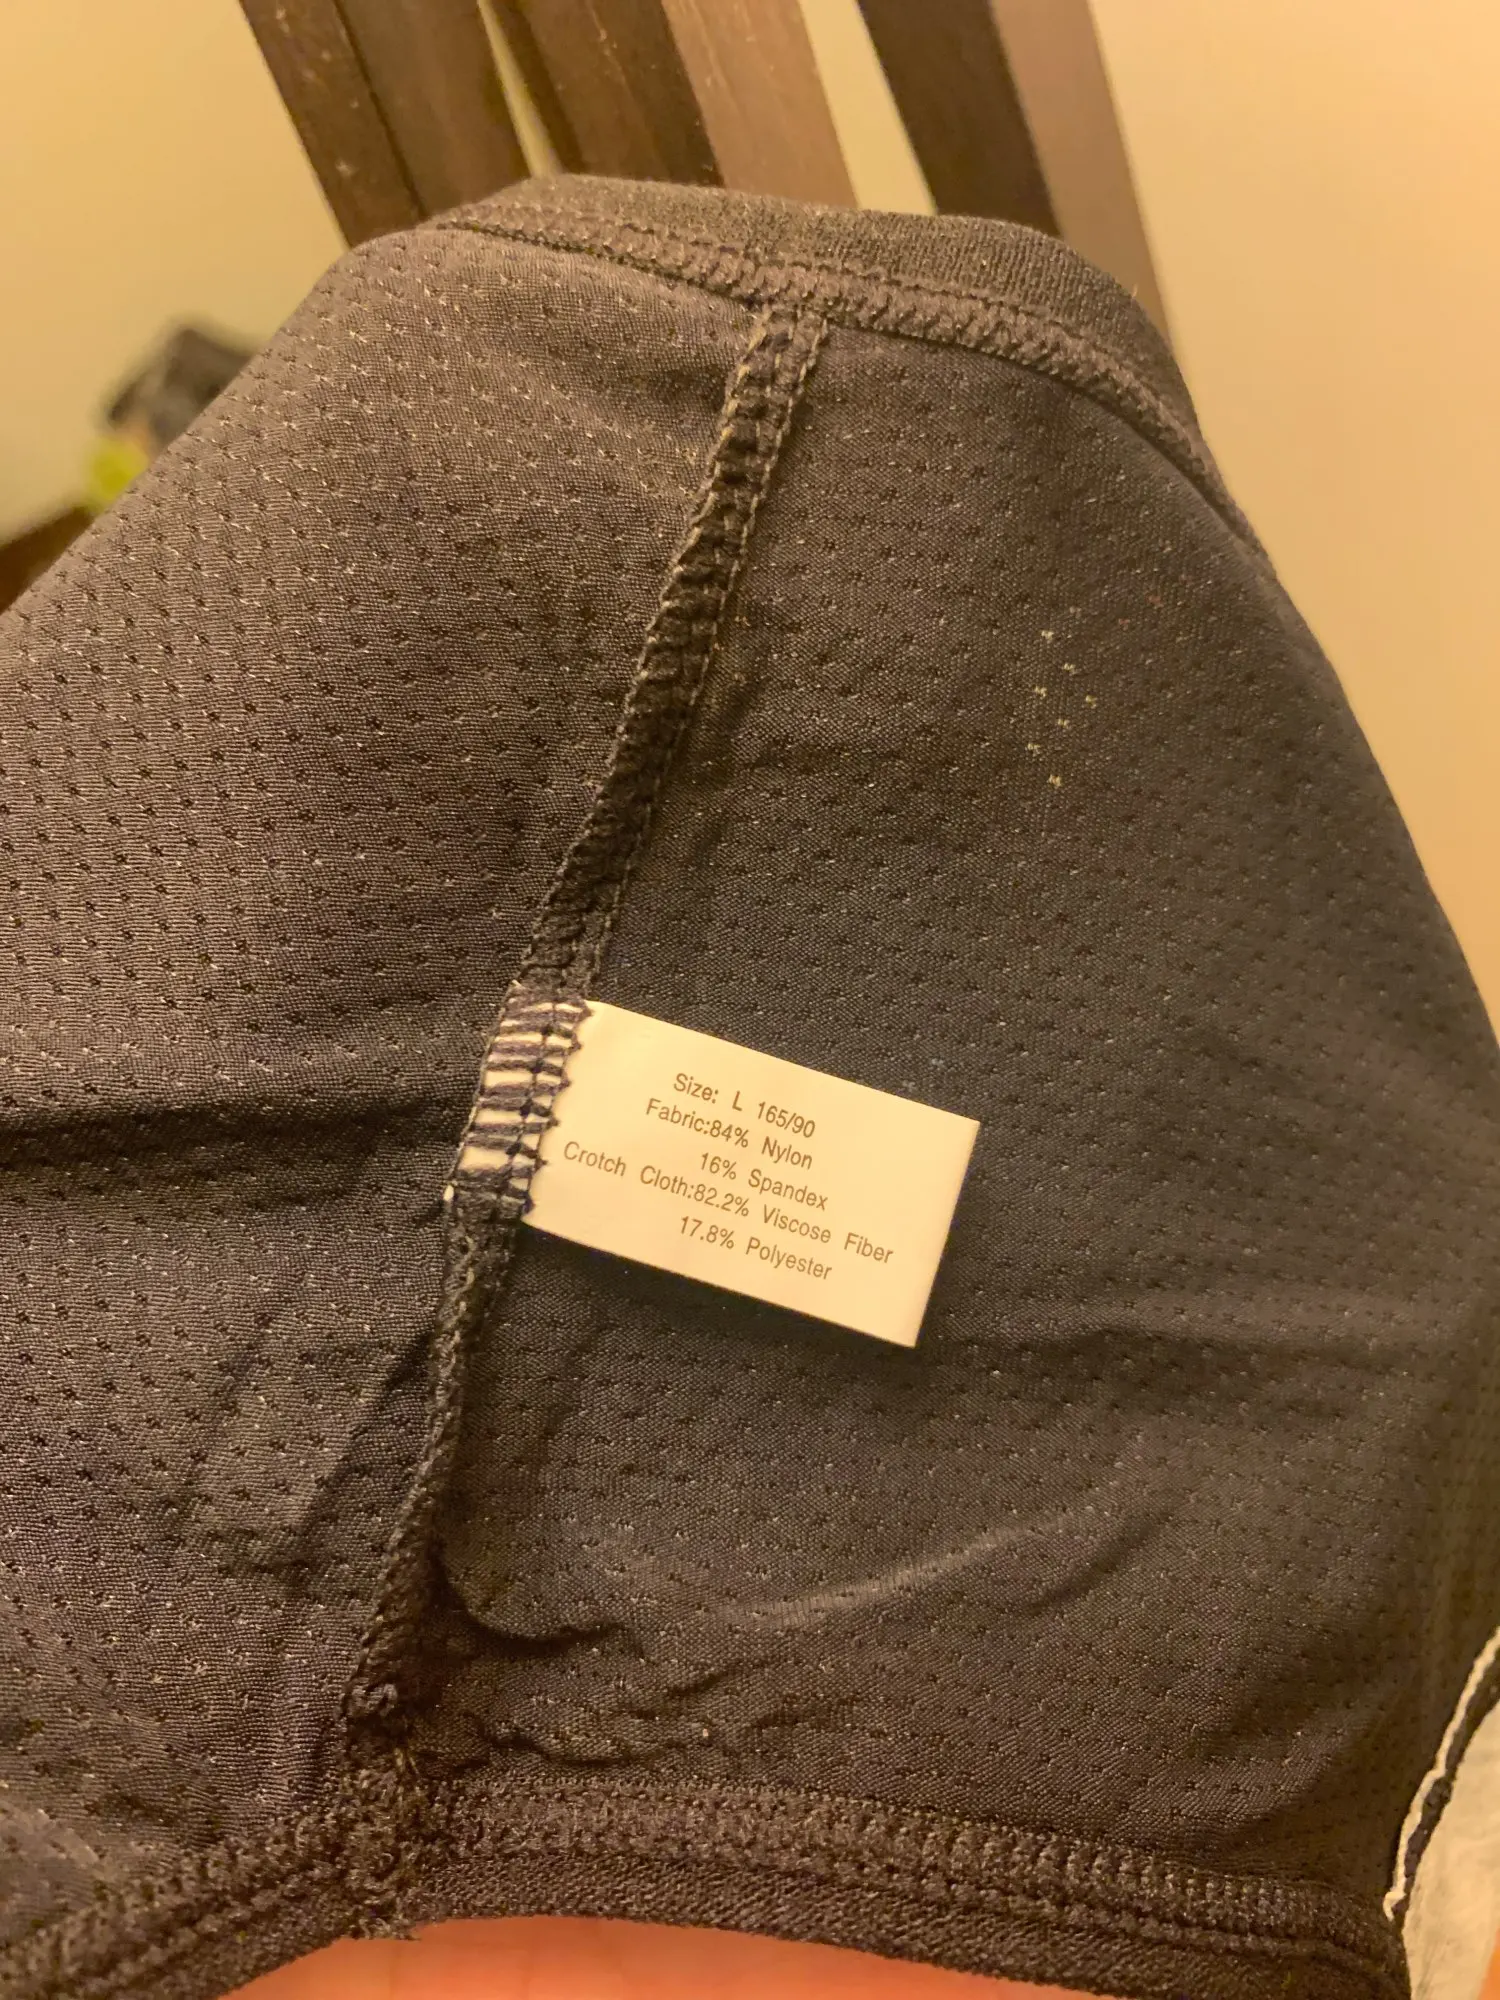 Size: L 165/90
Fabric:84% Nylon
16% Spandex
Crotch Cloth:82.2% Viscose Fiber
17.8% Polyester